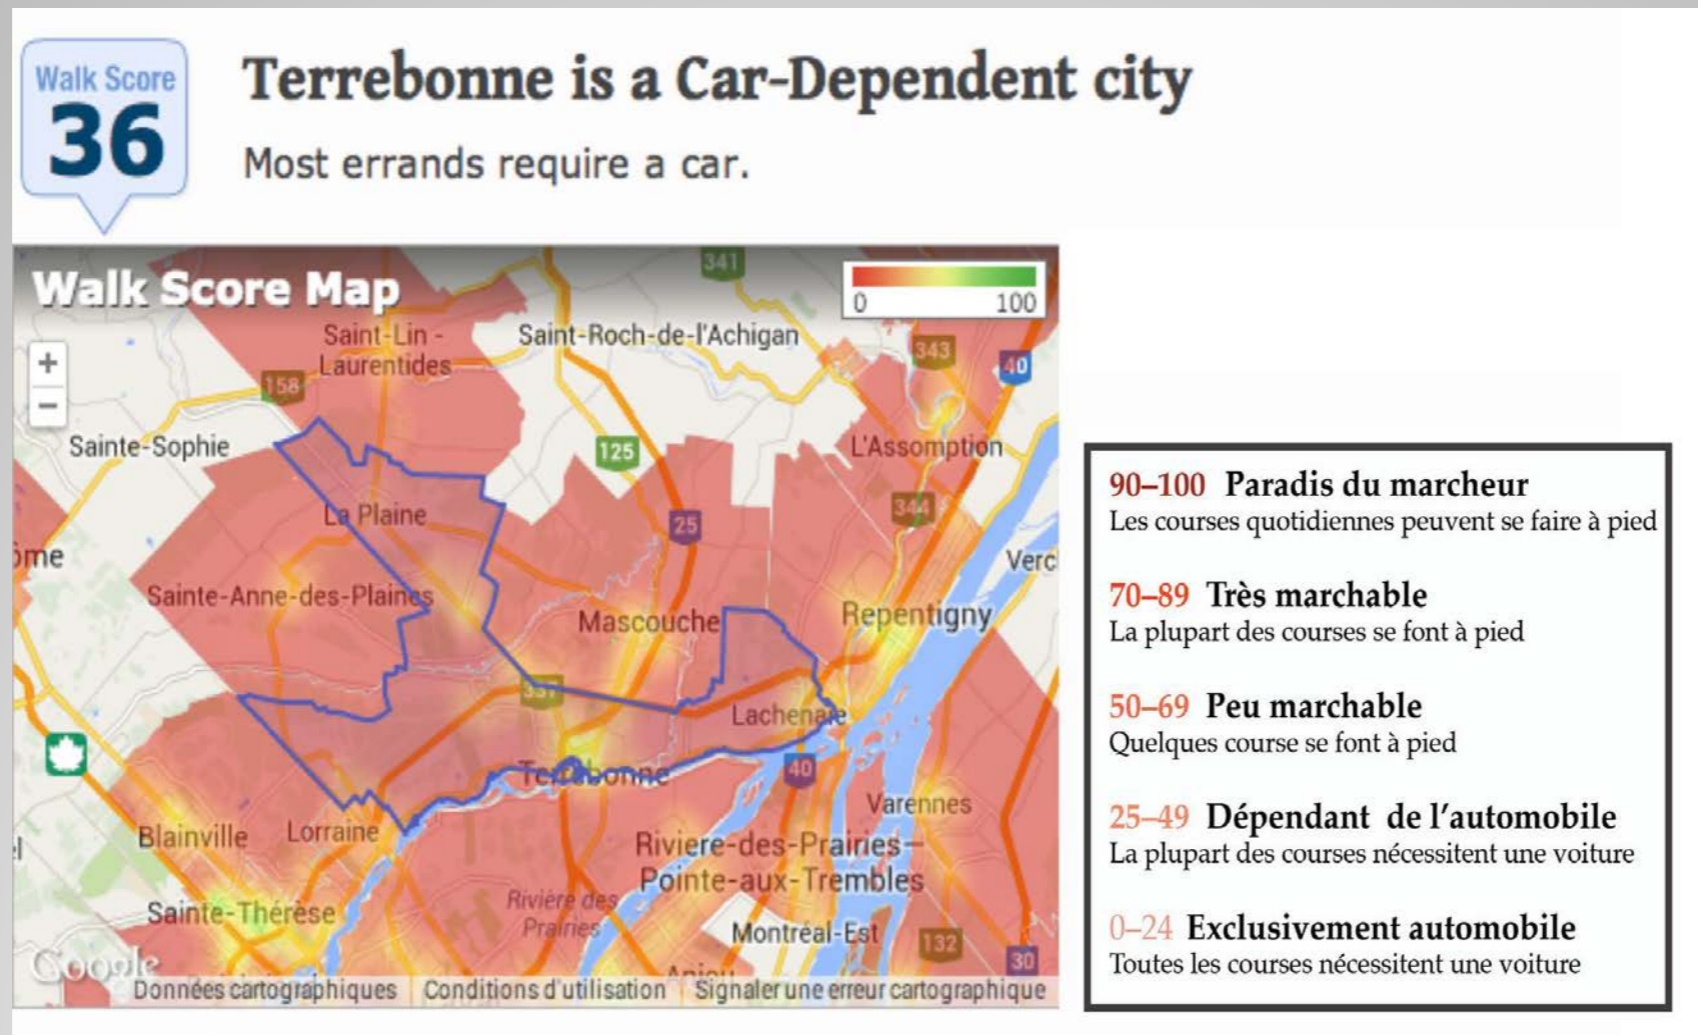 Walk Score
36
Terrebonne is a Car-Dependent city
Most errands require a car.
Walk Score Map
0 100
341
Saint-Lin -
Laurentides
Saint-Roch-de-l'Achigan
343
40
+
−
158
Sainte-Sophie
125
L'Assomption
La Plaine
25
344
ôme
Verc
Sainte-Anne-des-Plaines
Mascouche
Repentigny
337
Lachenaie
Terrebonne
40
Varennes
Blainville
Lorraine
Riviere-des-Prairies-
Pointe-aux-Trembles
Rivière des
Prairies
Sainte-Thérèse
Montréal-Est
132
30
Anjou
Google
Données cartographiques
Conditions d'utilisation
Signaler une erreur cartographique
90–100 Paradis du marcheur
Les courses quotidiennes peuvent se faire à pied
70–89 Très marchable
La plupart des courses se font à pied
50–69 Peu marchable
Quelques course se font à pied
25–49 Dépendant de l'automobile
La plupart des courses nécessitent une voiture
0–24 Exclusivement automobile
Toutes les courses nécessitent une voiture